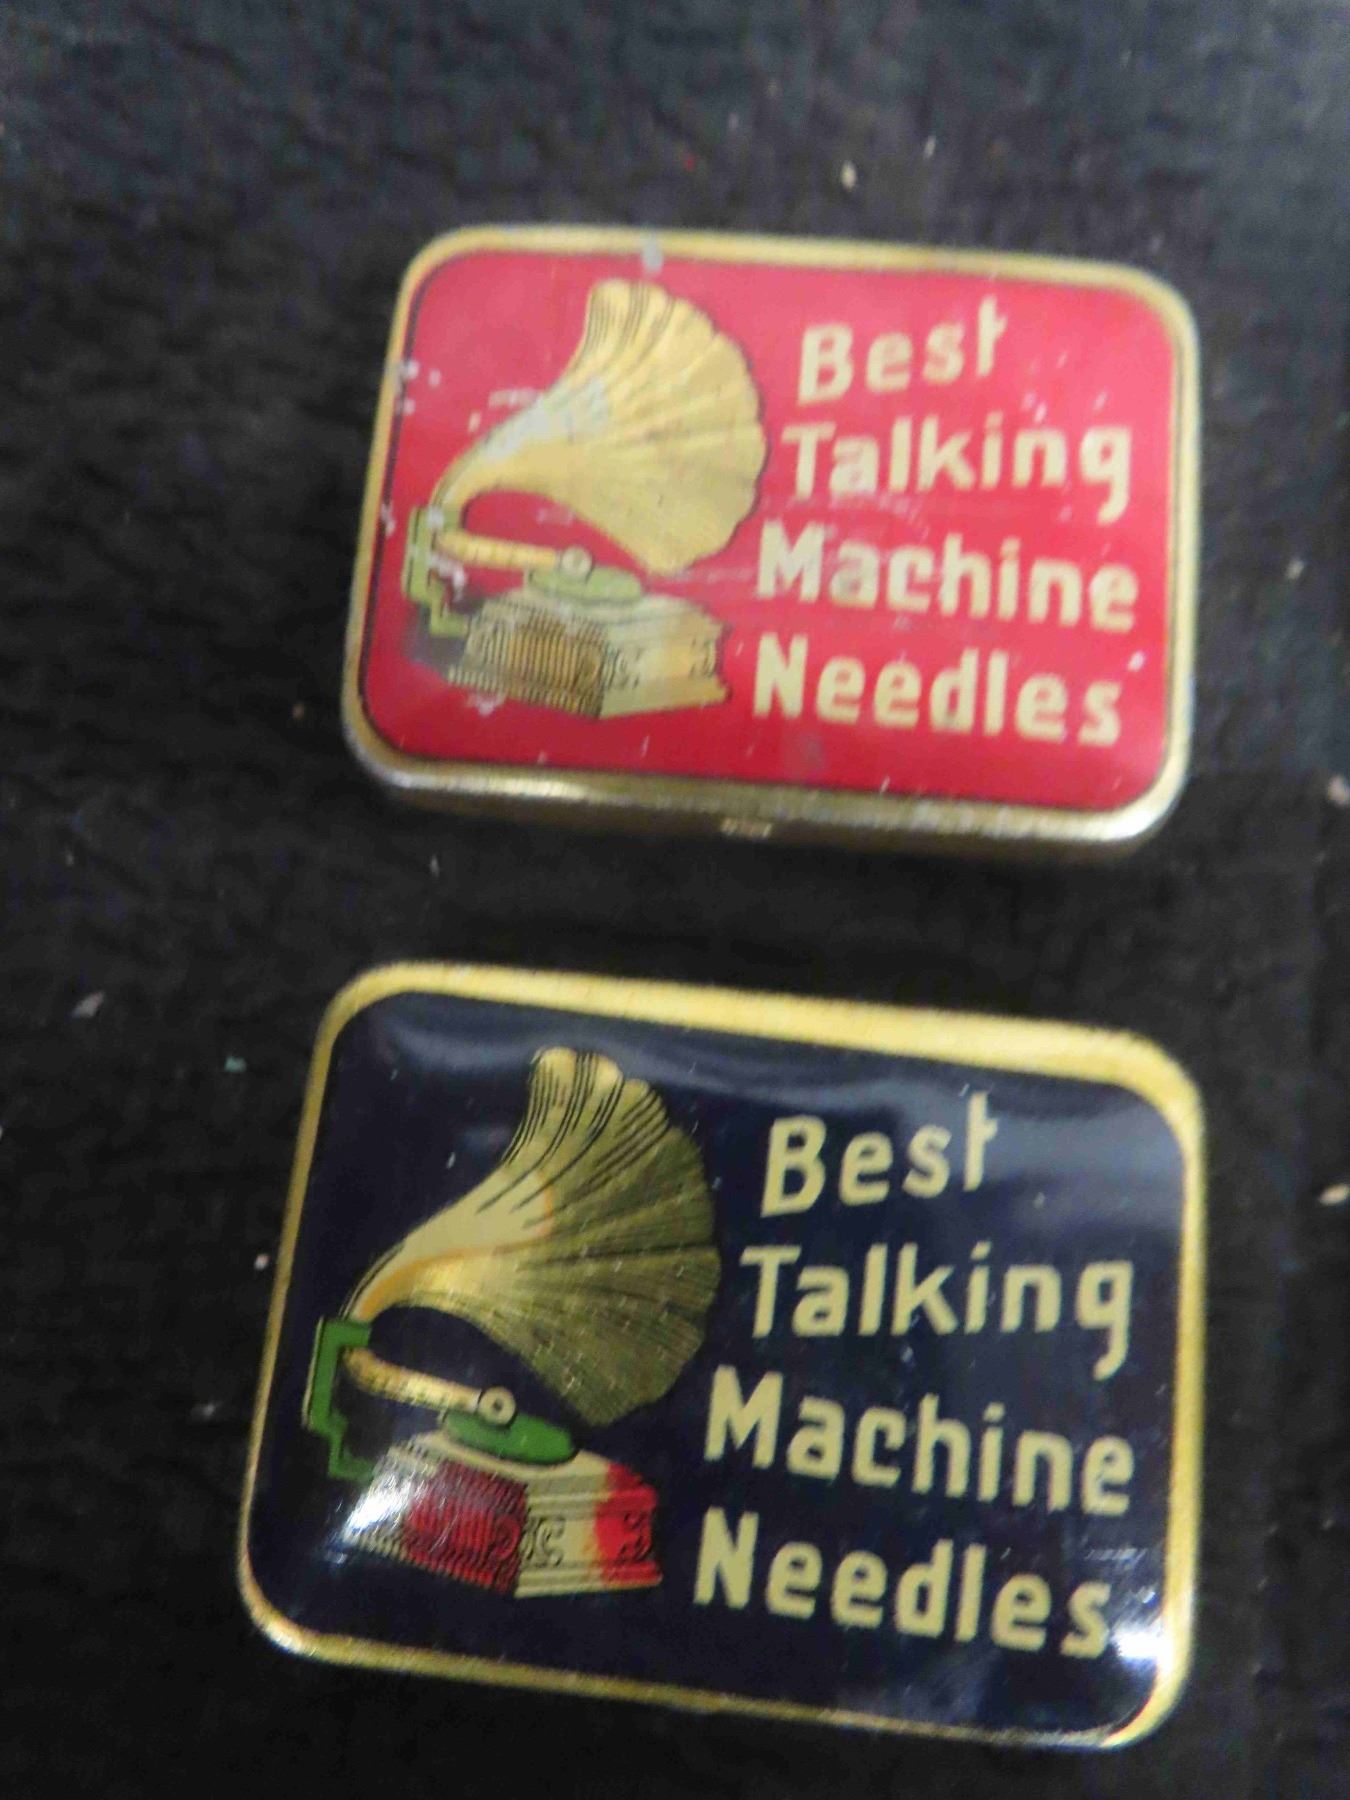 Best
Talking
Machine
Needles
Best
Talking
Machine
Needles